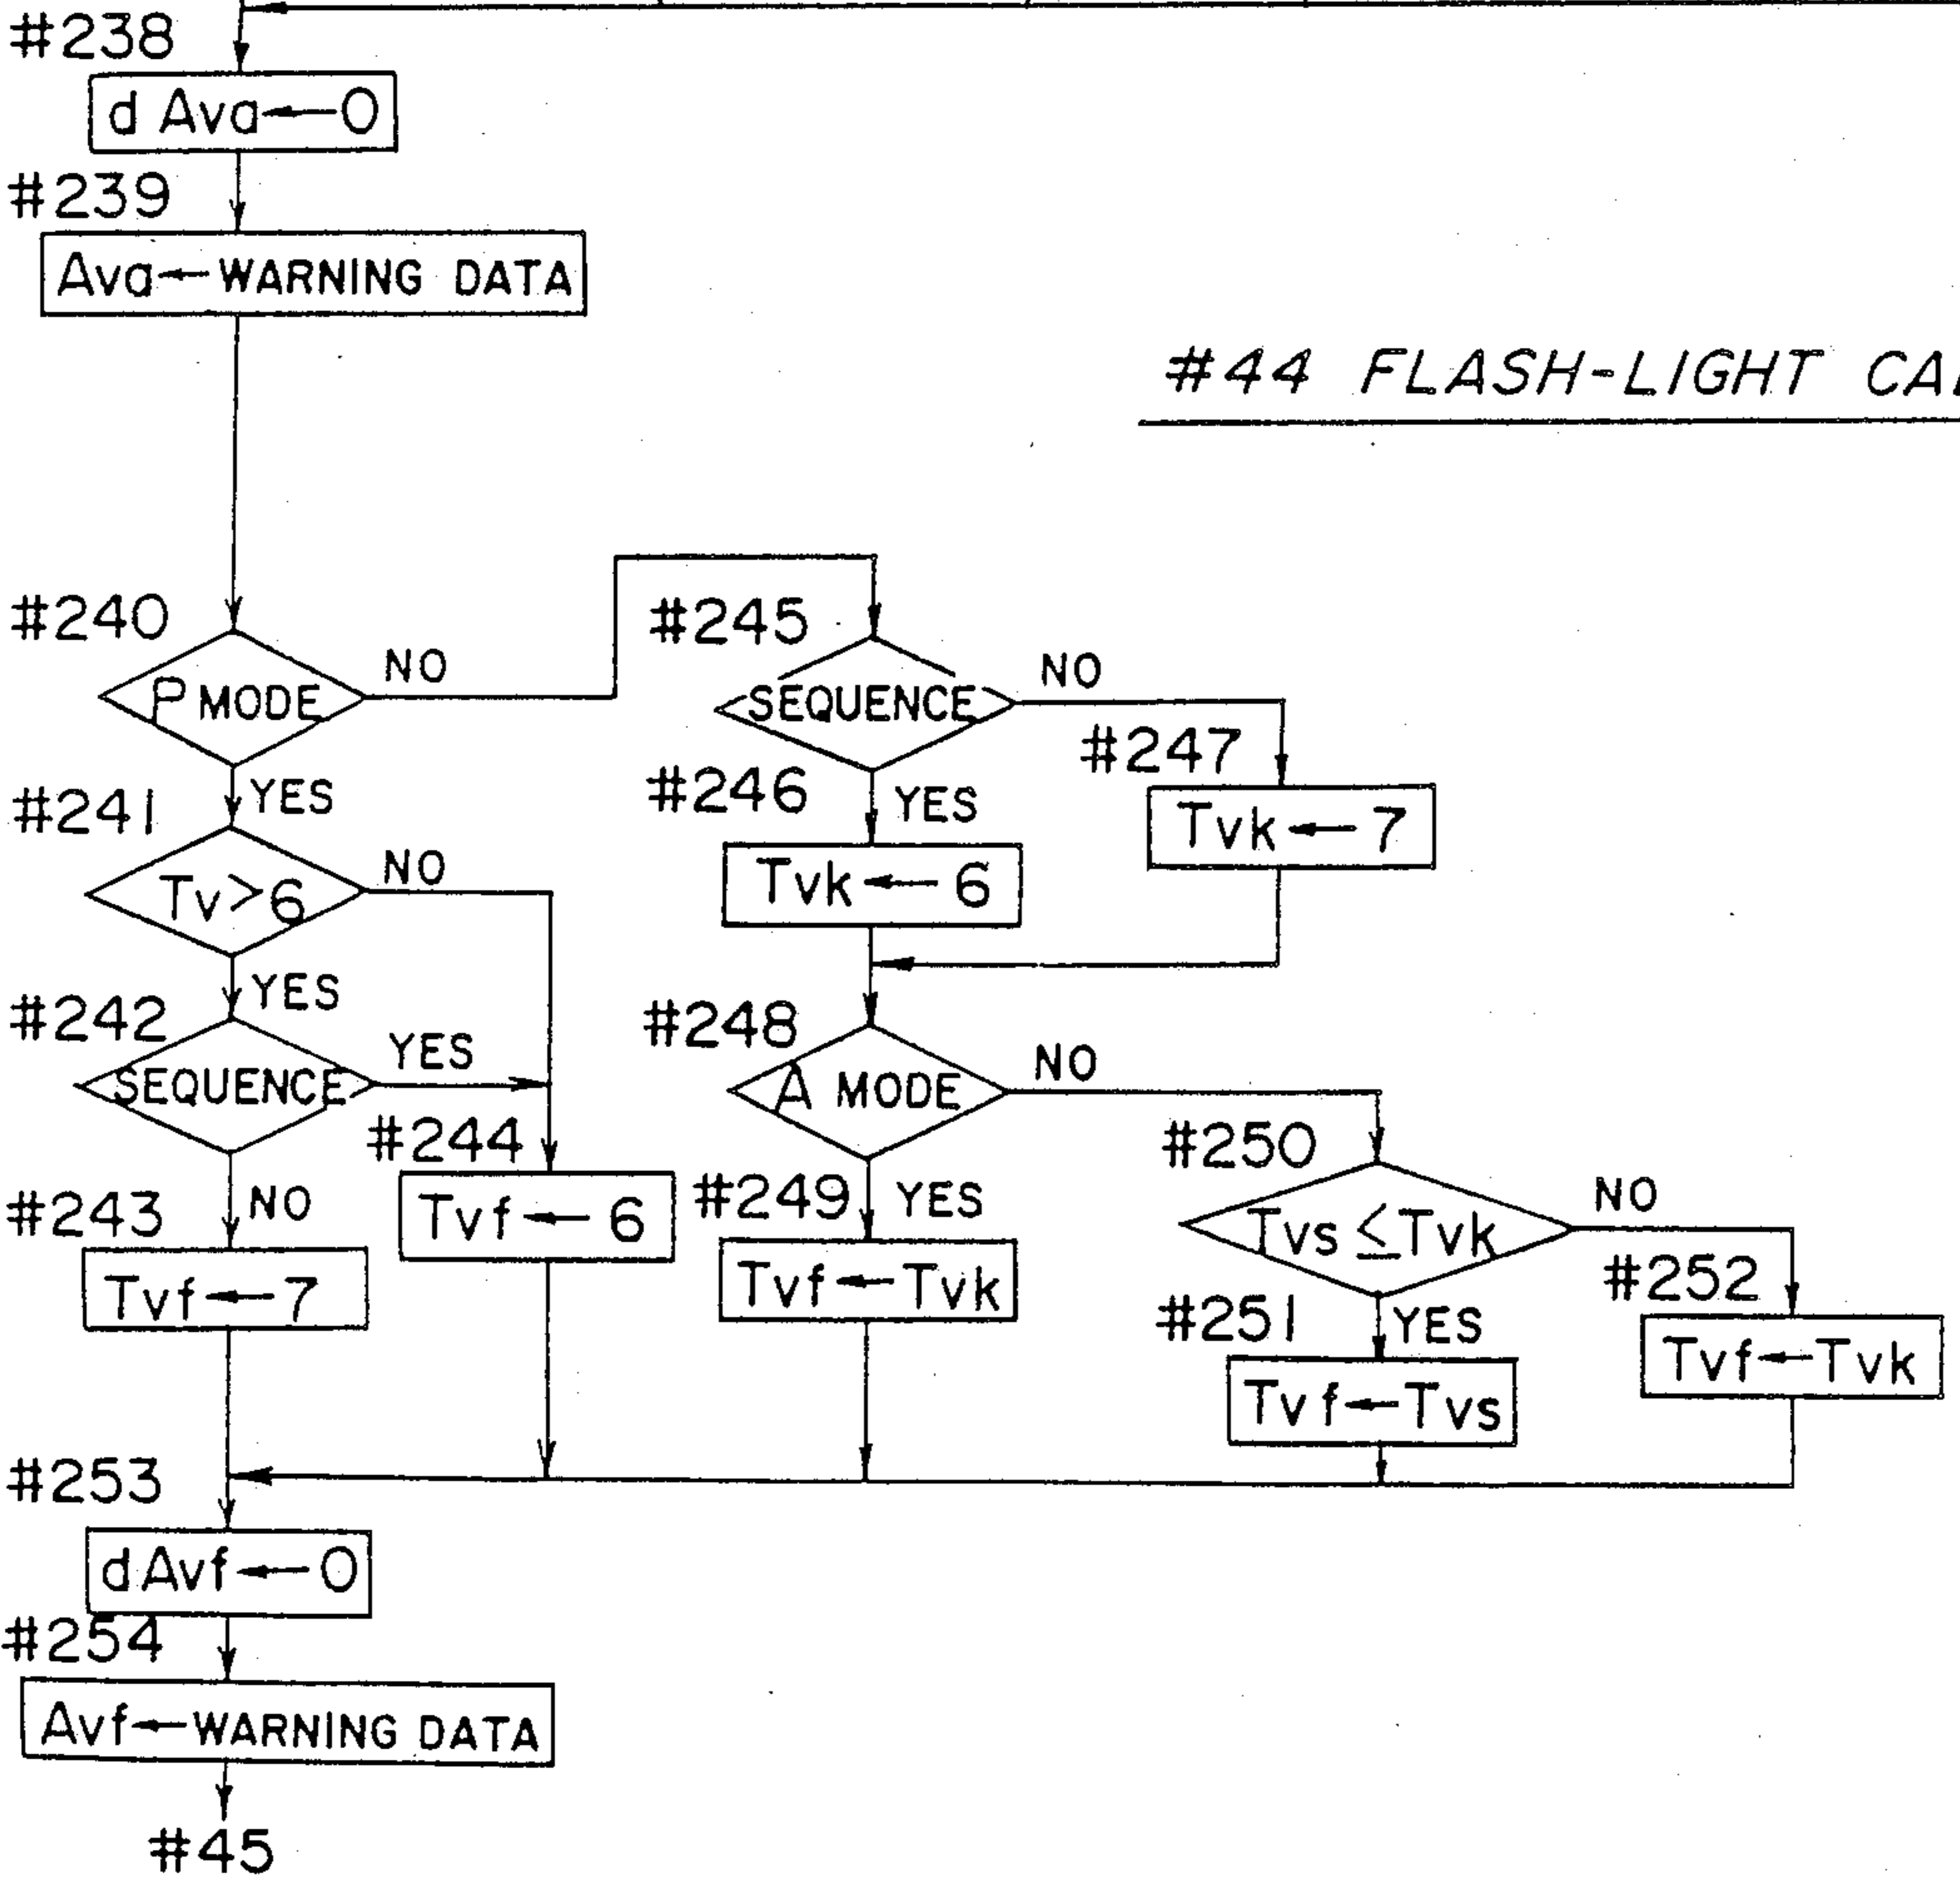 #238
d Ava←0
#239
Ava←WARNING DATA
#44 FLASH-LIGHT
#240
P MODE
NO
YES
#241
Tv>6
NO
YES
#242
SEQUENCE
YES
NO
#243
Tvf←7
#244
Tvf←6
#245
SEQUENCE
NO
YES
#246
Tvk←6
#247
Tvk←7
#248
A MODE
NO
YES
#249
Tvf←Tvk
#250
Tvs≤Tvk
NO
YES
#251
Tvf←Tvs
#252
Tvf←Tvk
#253
dAvf←0
#254
Avf←WARNING DATA
#45